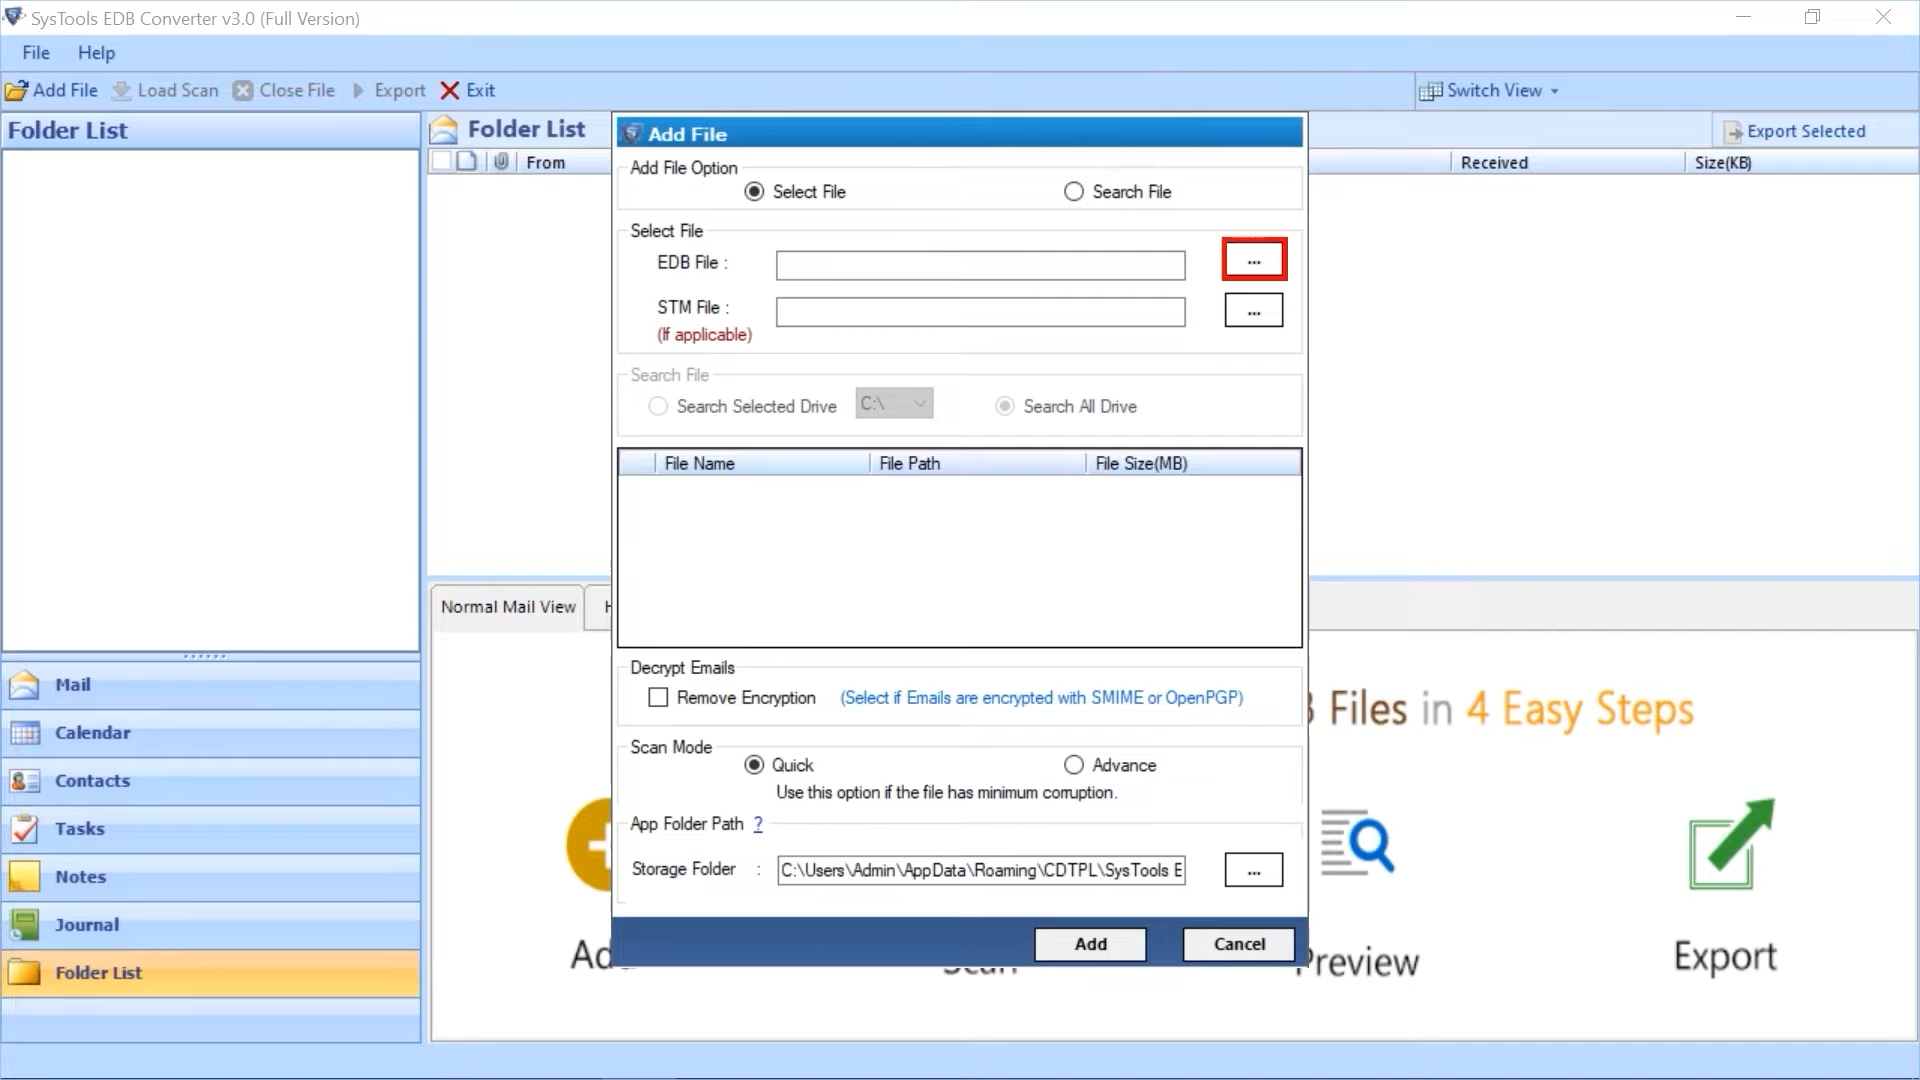 SysTools EDB Converter v3.0 (Full Version)
File Help
Add File Load Scan Close File Export Exit Switch View
Folder List
Folder List
Export Selected
From Received Size(KB)
Add File
Add File Option
Select File Search File
Select File
EDB File : ...
STM File : ...
(If applicable)
Search File
Search Selected Drive C:\ Search All Drive
File Name File Path File Size(MB)
Normal Mail View
Decrypt Emails
Remove Encryption (Select if Emails are encrypted with SMIME or OpenPGP)
Scan Mode
Quick Advance
Use this option if the file has minimum corruption.
App Folder Path ?
Storage Folder : C:\Users\Admin\AppData\Roaming\CDTPL\SysTools E ...
Add Cancel
Mail
Calendar
Contacts
Tasks
Notes
Journal
Folder List
Files in 4 Easy Steps
Preview
Export